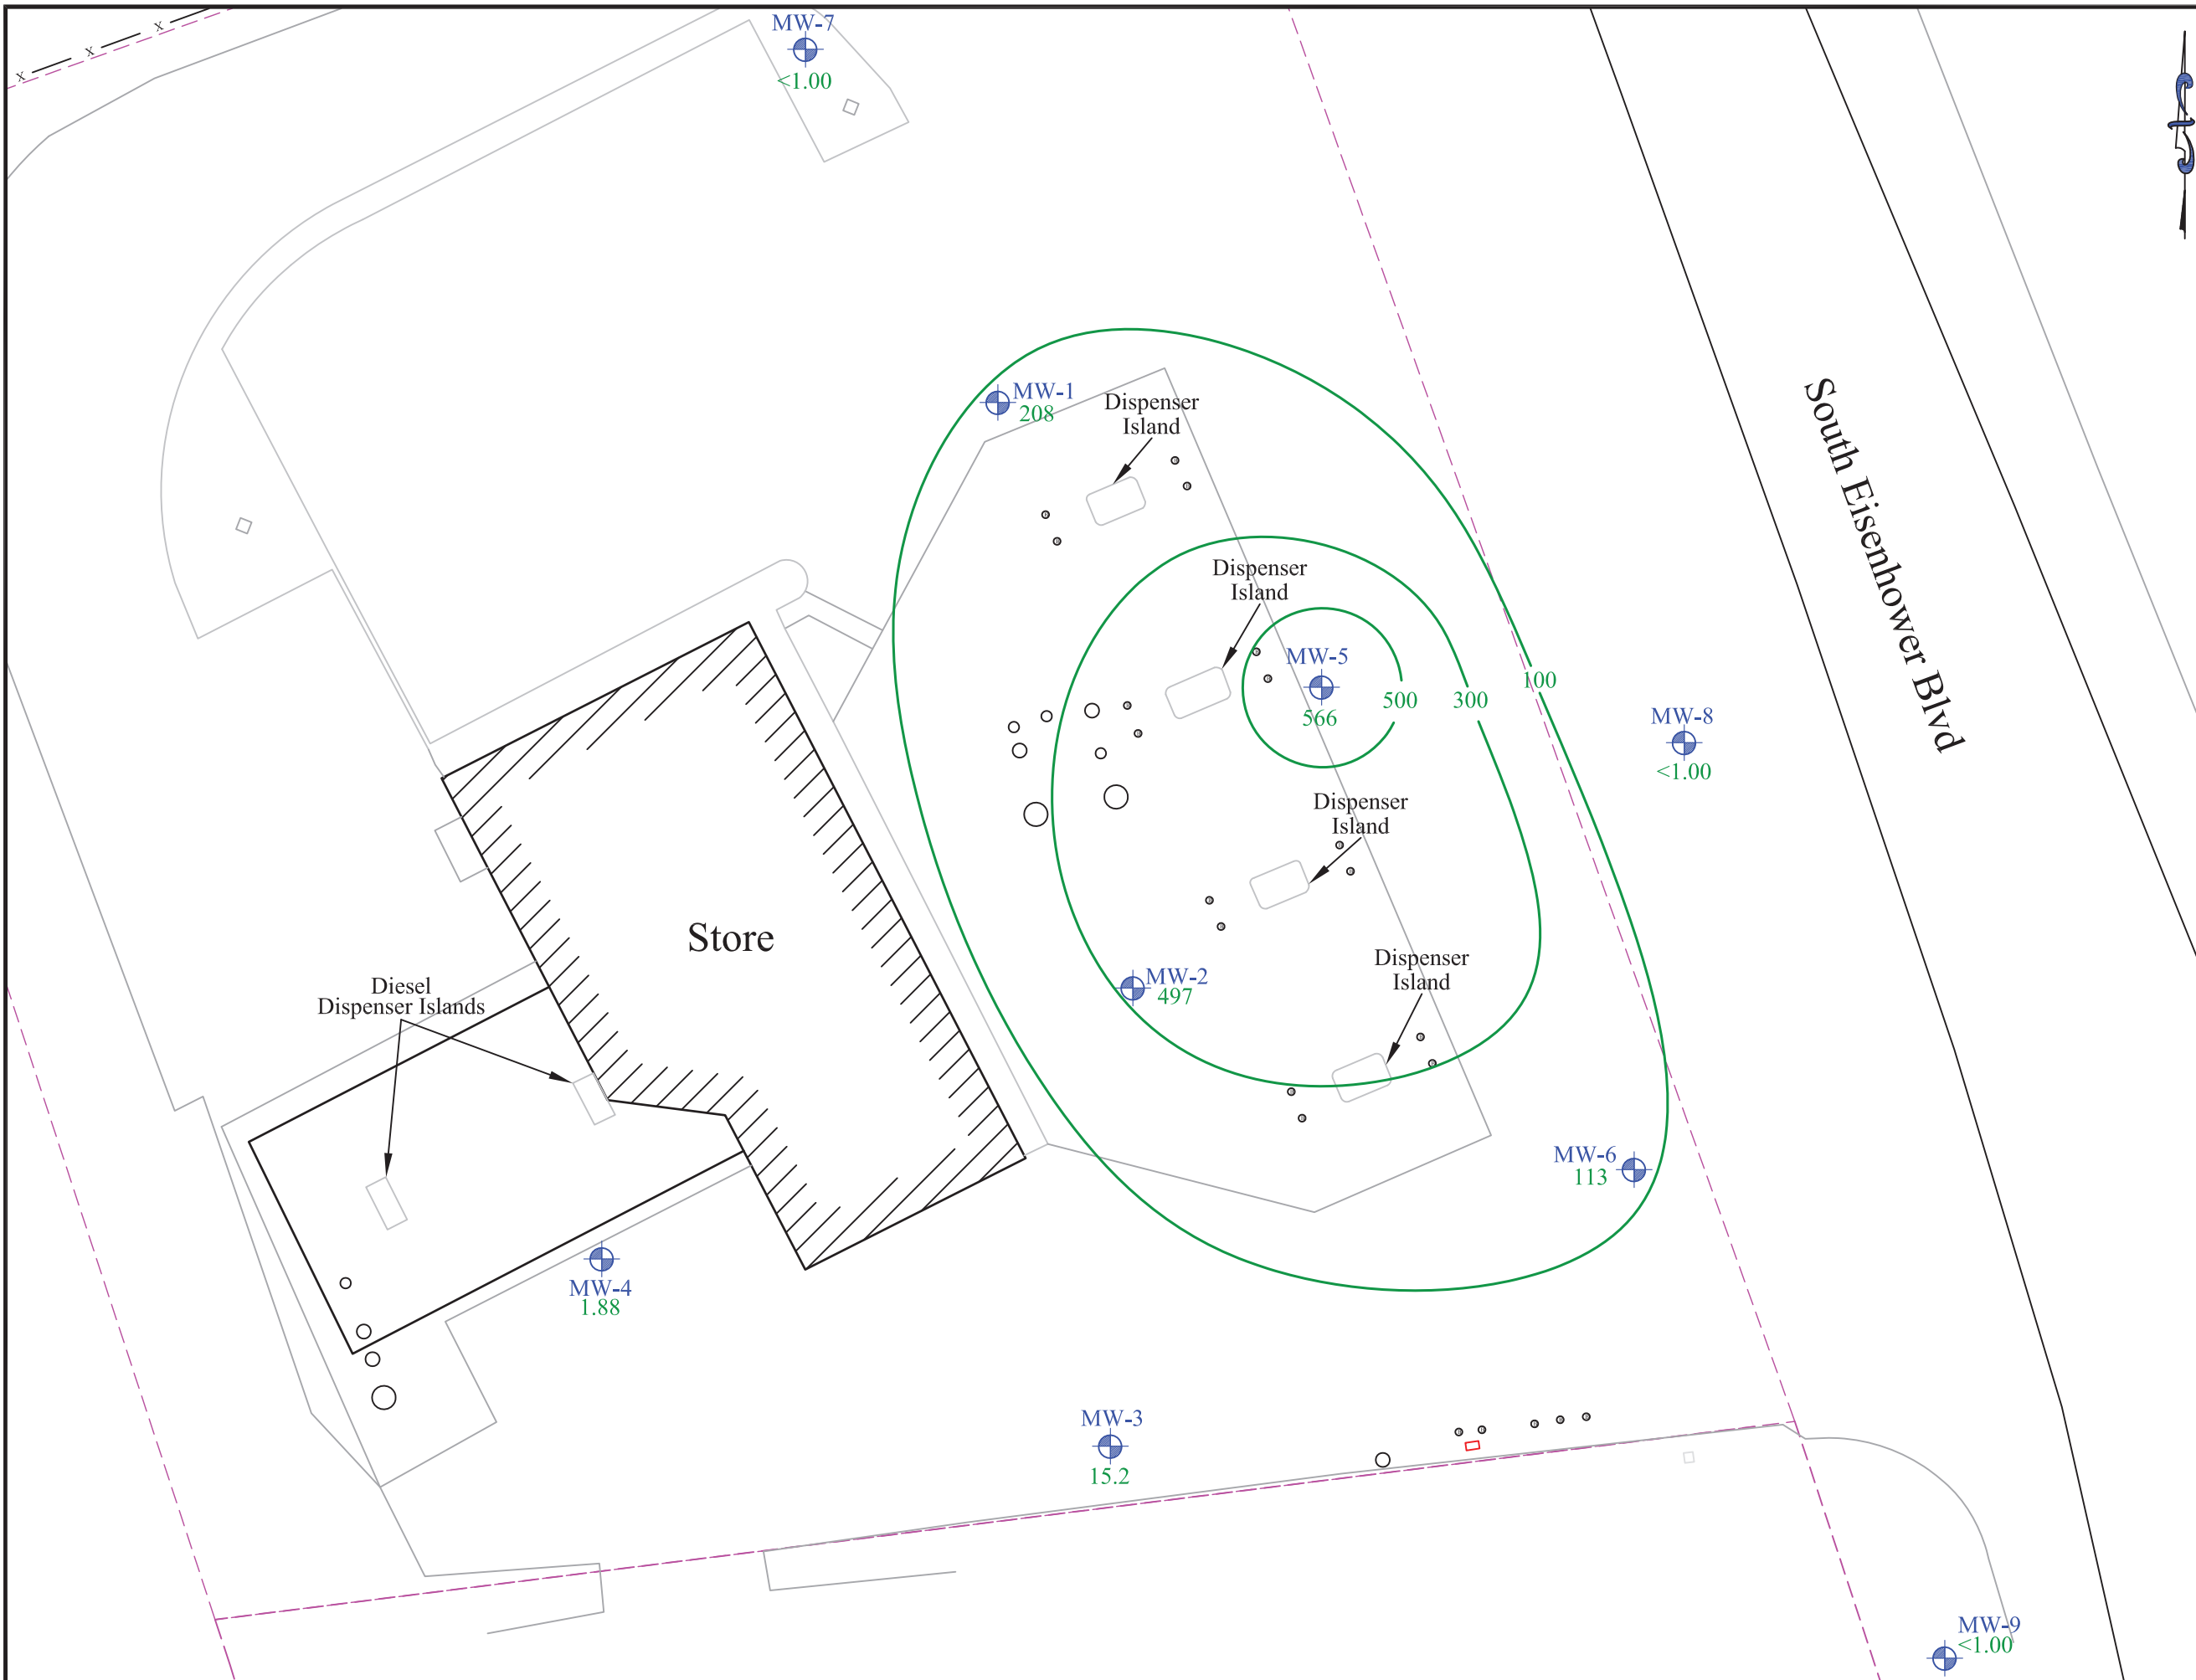 x
x
x
MW-7
<1.00
MW-1
208
Dispenser
Island
South Eisenhower Blvd
Dispenser
Island
MW-5
566
500
300
100
MW-8
<1.00
Dispenser
Island
Store
Dispenser
Island
MW-2
497
Diesel
Dispenser Islands
MW-6
113
MW-4
1.88
MW-3
15.2
MW-9
<1.00